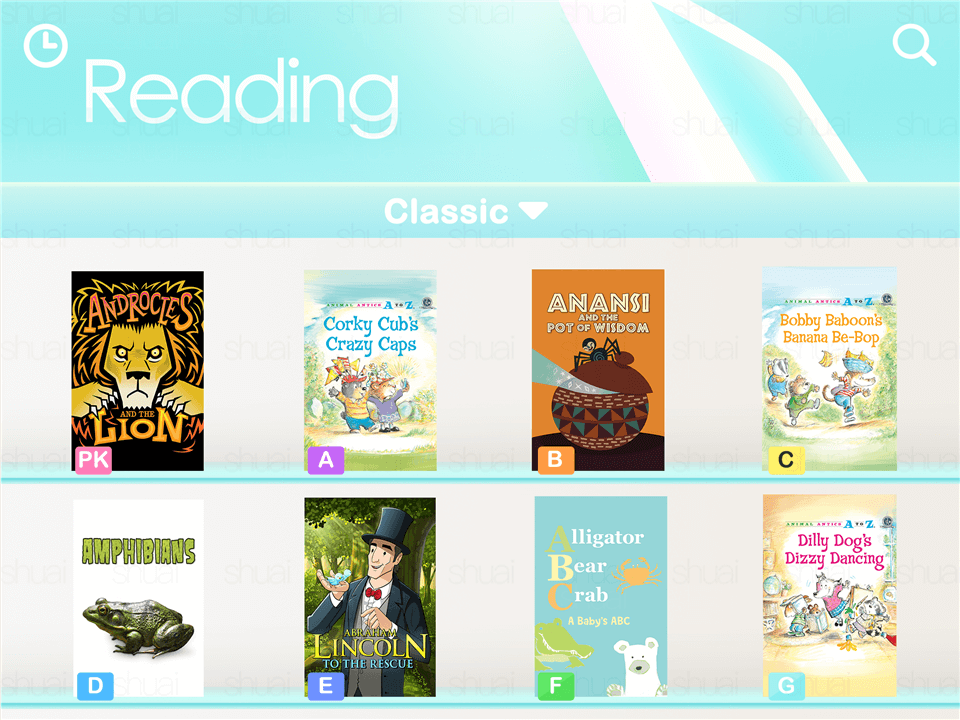 Reading
Classic
ANDROCLES
AND THE
LION
PK
ANIMAL ANTICS A TO Z
Corky Cub's
Crazy Caps
A
ANANSI
AND THE
POT OF WISDOM
B
ANIMAL ANTICS A TO Z
Bobby Baboon's
Banana Be-Bop
C
AMPHIBIANS
D
ABRAHAM
LINCOLN
TO THE RESCUE
E
Alligator
Bear
Crab
A Baby's ABC
F
ANIMAL ANTICS A TO Z
Dilly Dog's
Dizzy Dancing
G
shuai